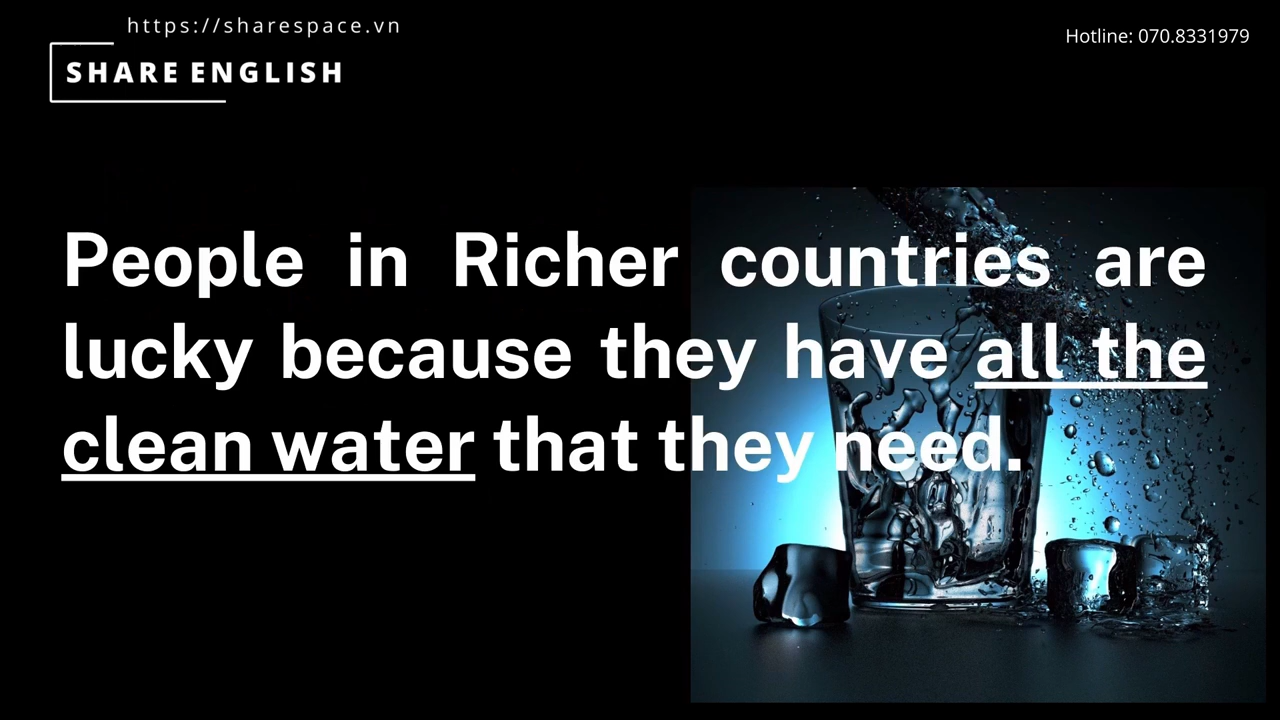 https://sharespace.vn
Hotline: 070.8331979
SHARE ENGLISH
People in Richer countries are
lucky because they have all the
clean water that they need.